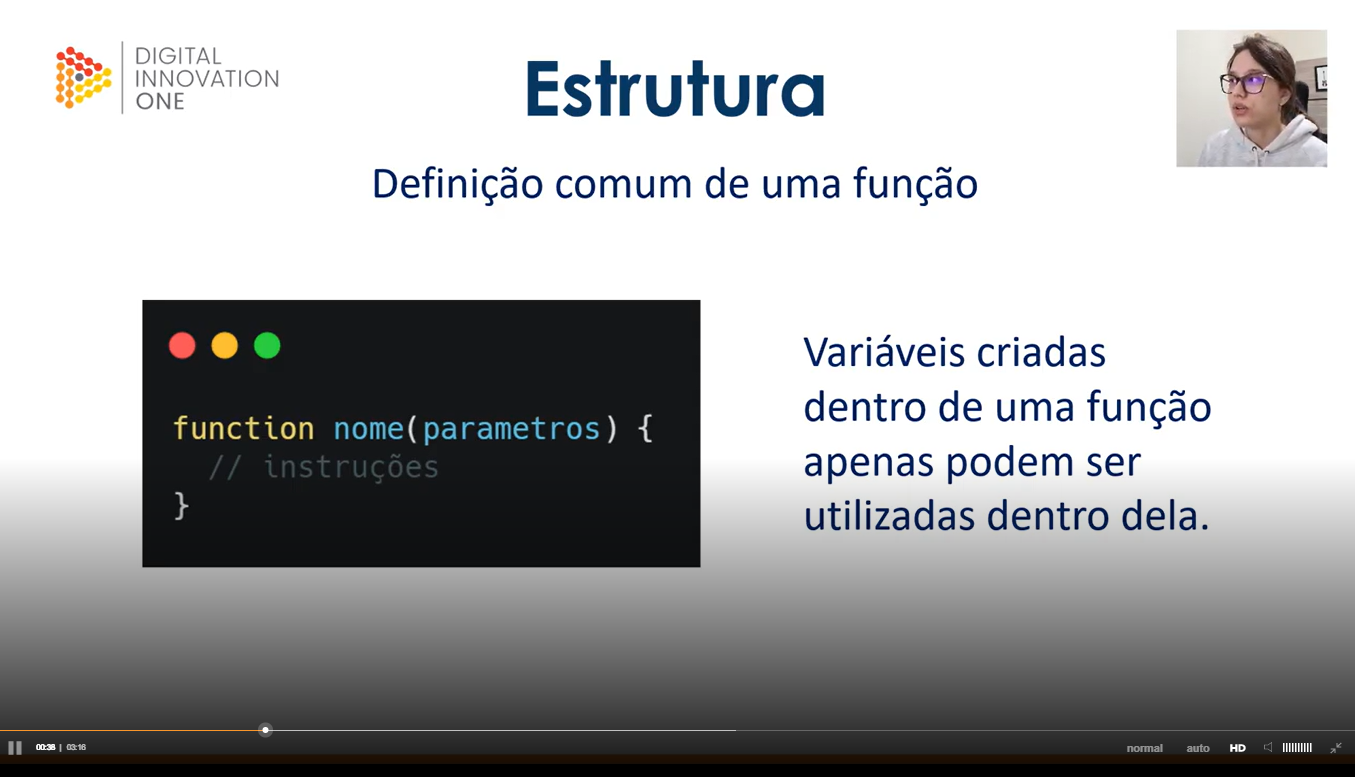 DIGITAL
INNOVATION
ONE
Estrutura
Definição comum de uma função
function nome(parametros) {
// instruções
}
Variáveis criadas
dentro de uma função
apenas podem ser
utilizadas dentro dela.
00:38 | 03:16
normal auto HD